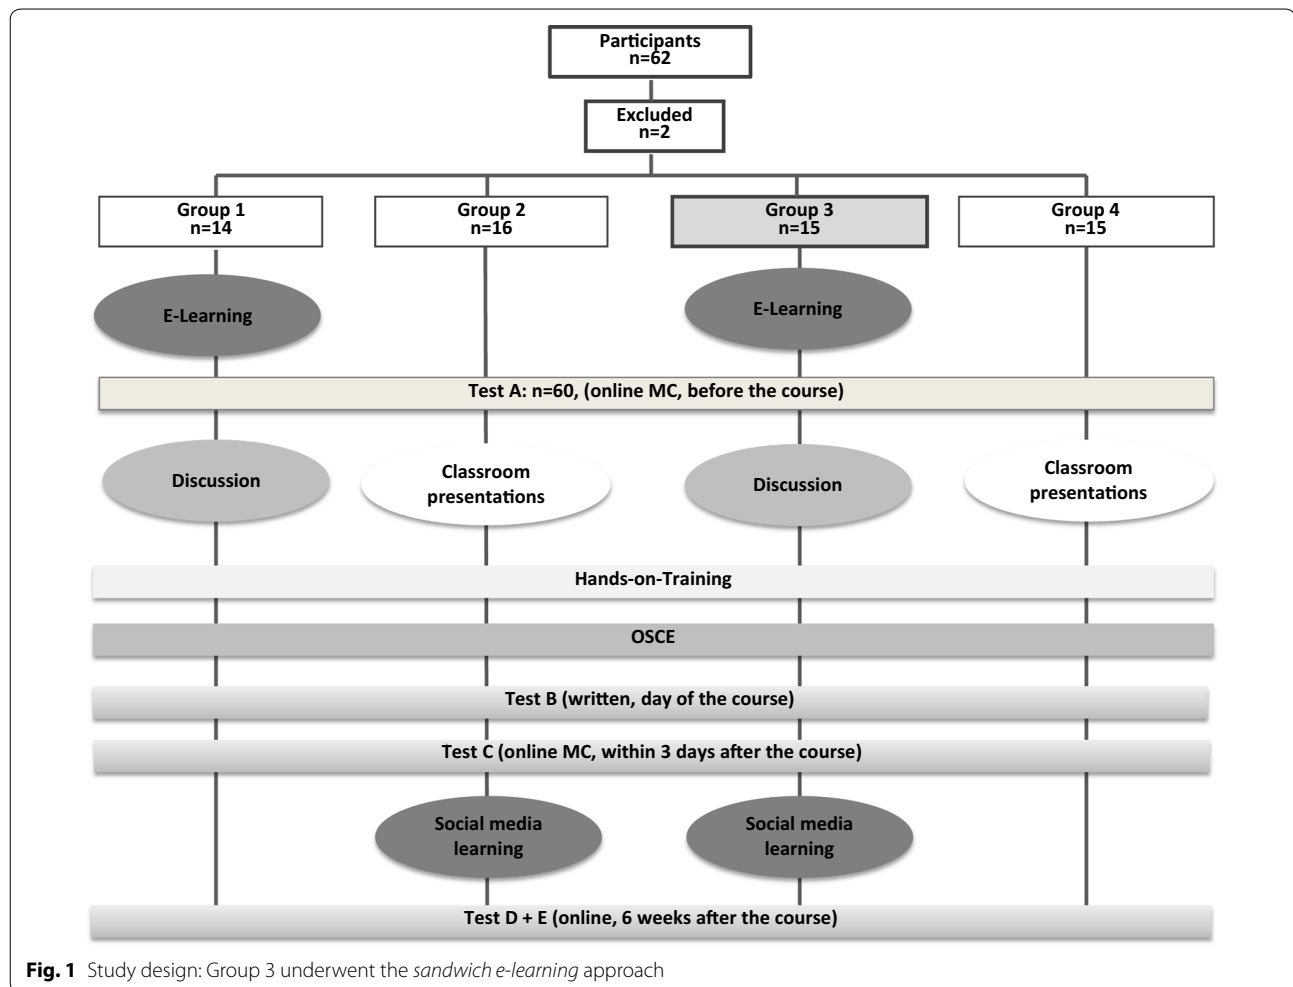 Participants
n=62
Excluded
n=2
Group 1
n=14
Group 2
n=16
Group 3
n=15
Group 4
n=15
E-Learning
E-Learning
Test A: n=60, (online MC, before the course)
Discussion
Classroom
presentations
Discussion
Classroom
presentations
Hands-on-Training
OSCE
Test B (written, day of the course)
Test C (online MC, within 3 days after the course)
Social media
learning
Social media
learning
Test D + E (online, 6 weeks after the course)
Fig. 1 Study design: Group 3 underwent the sandwich e-learning approach